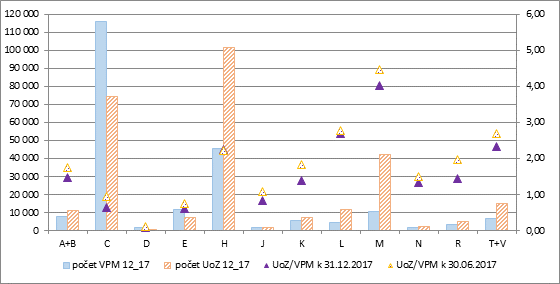 120 000 6,00
110 000
100 000 5,00
90 000
80 000 4,00
70 000
60 000 3,00
50 000
40 000 2,00
30 000
20 000 1,00
10 000
0 0,00
A+B C D E H J K L M N R T+V
počet VPM 12_17 počet UoZ 12_17 UoZ/VPM k 31.12.2017 UoZ/VPM k 30.06.2017